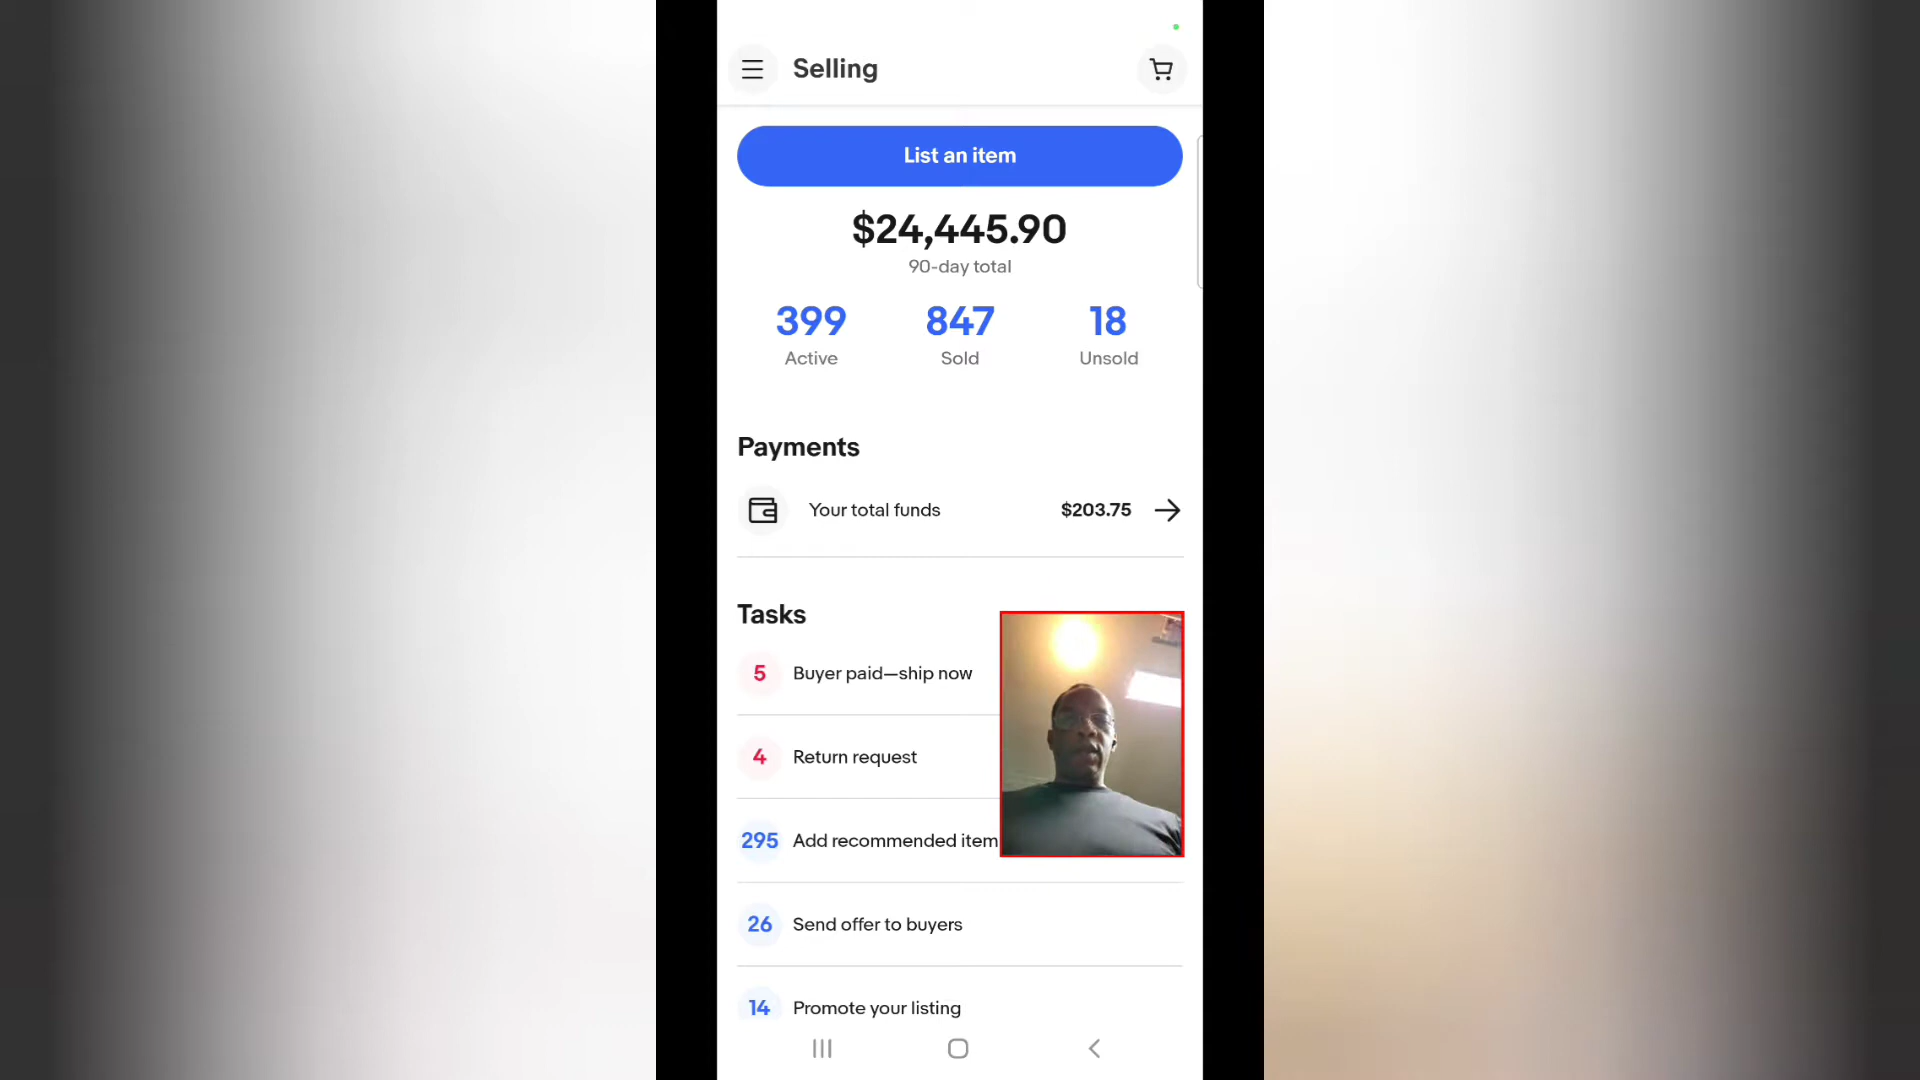 Selling
List an item
$24,445.90
90-day total
399 847 18
Active Sold Unsold
Payments
Your total funds $203.75
Tasks
5 Buyer paid—ship now
4 Return request
295 Add recommended item
26 Send offer to buyers
14 Promote your listing